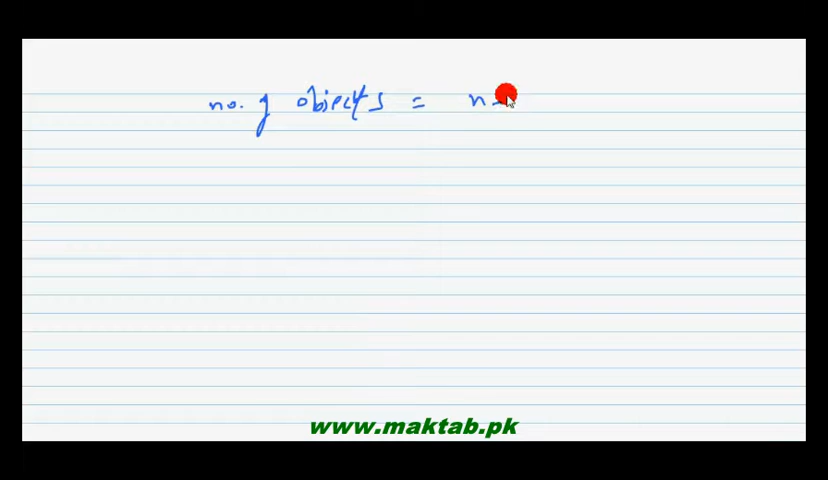 no. of objects = n
www.maktab.pk